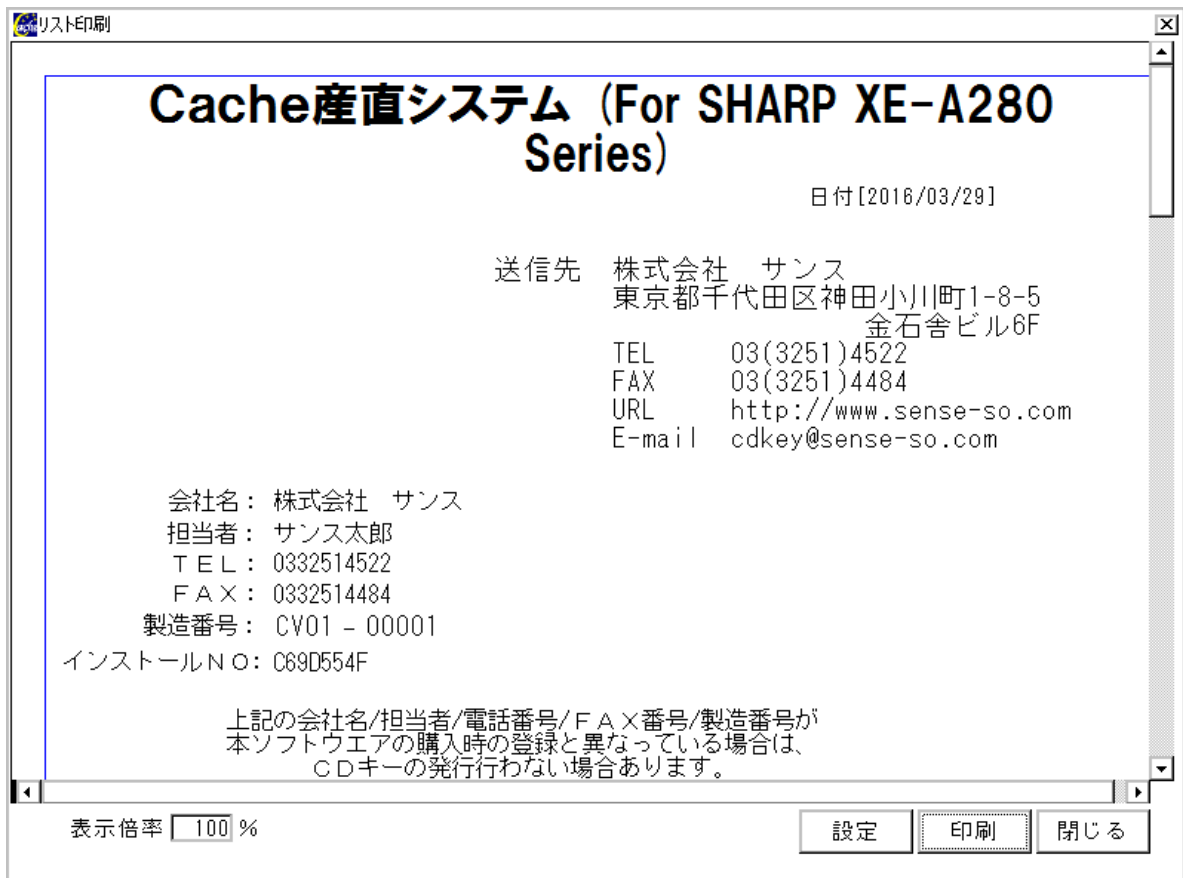 リスト印刷
Cache産直システム（For SHARP XE-A280
Series）
日付[2016/03/29]
送信先 株式会社　サンス
東京都千代田区神田小川町1-8-5
金石舎ビル6F
TEL 03(3251)4522
FAX 03(3251)4484
URL http://www.sense-so.com
E-mail cdkey@sense-so.com
会社名： 株式会社　サンス
担当者： サンス太郎
ＴＥＬ： 0332514522
ＦＡＸ： 0332514484
製造番号： CV01 - 00001
インストールＮＯ： C69D554F
上記の会社名/担当者/電話番号/ＦＡＸ番号/製造番号が
本ソフトウエアの購入時の登録と異なっている場合は、
ＣＤキーの発行行わない場合あります。
表示倍率 100 %
設定 印刷 閉じる